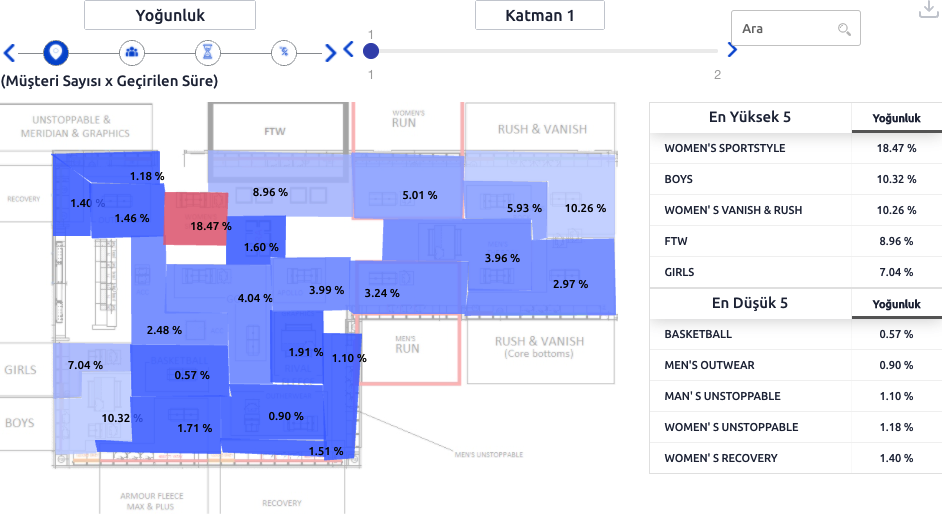 Yoğunluk
Katman 1
Ara
1
1
2
(Müşteri Sayısı x Geçirilen Süre)
UNSTOPPABLE &
MERIDIAN & GRAPHICS
FTW
WOMEN'S
RUN
RUSH & VANISH
RECOVERY
1.18 %
1.40 %
1.46 %
18.47 %
8.96 %
5.01 %
5.93 %
10.26 %
1.60 %
3.96 %
2.97 %
4.04 %
3.99 %
3.24 %
2.48 %
1.91 %
1.10 %
MEN'S
RUN
RUSH & VANISH
(Core bottoms)
GIRLS
7.04 %
0.57 %
BOYS
10.32 %
1.71 %
0.90 %
1.51 %
MEN'S UNSTOPPABLE
ARMOUR FLEECE
MAX & PLUS
RECOVERY
En Yüksek 5 Yoğunluk
WOMEN'S SPORTSTYLE 18.47 %
BOYS 10.32 %
WOMEN' S VANISH & RUSH 10.26 %
FTW 8.96 %
GIRLS 7.04 %
En Düşük 5 Yoğunluk
BASKETBALL 0.57 %
MEN'S OUTWEAR 0.90 %
MAN' S UNSTOPPABLE 1.10 %
WOMEN' S UNSTOPPABLE 1.18 %
WOMEN' S RECOVERY 1.40 %